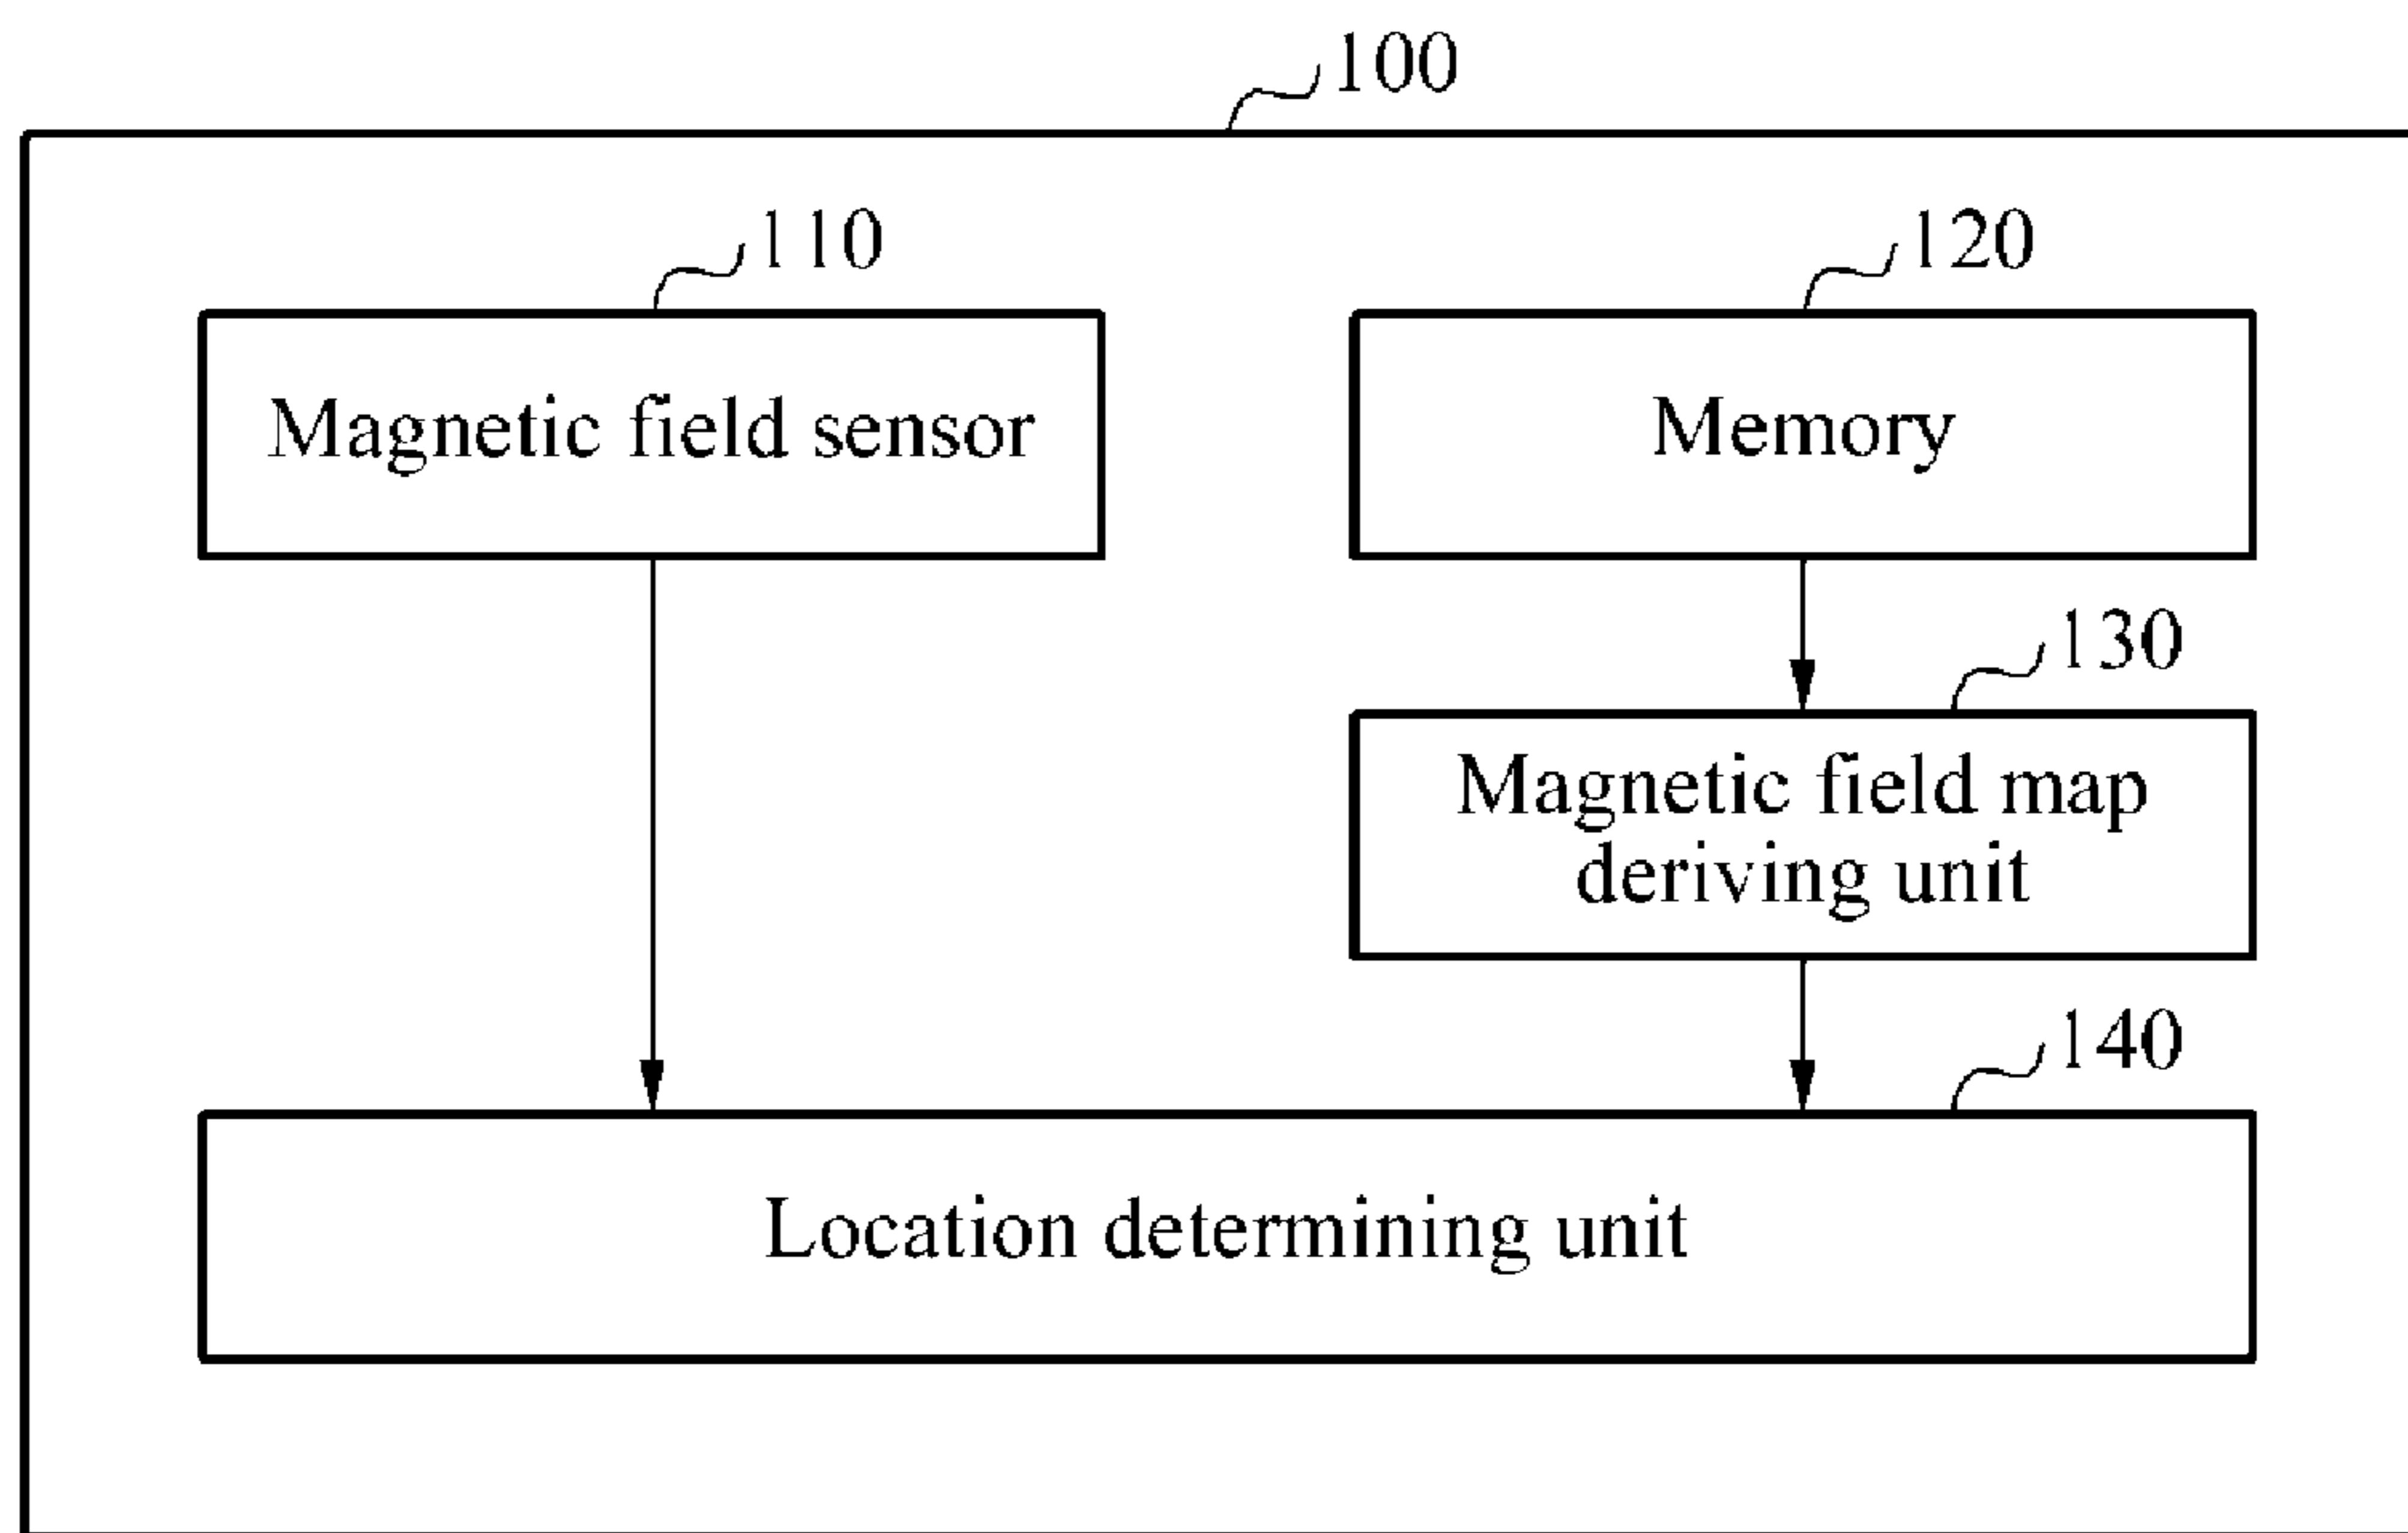 100
110
120
Magnetic field sensor
Memory
130
Magnetic field map
deriving unit
140
Location determining unit